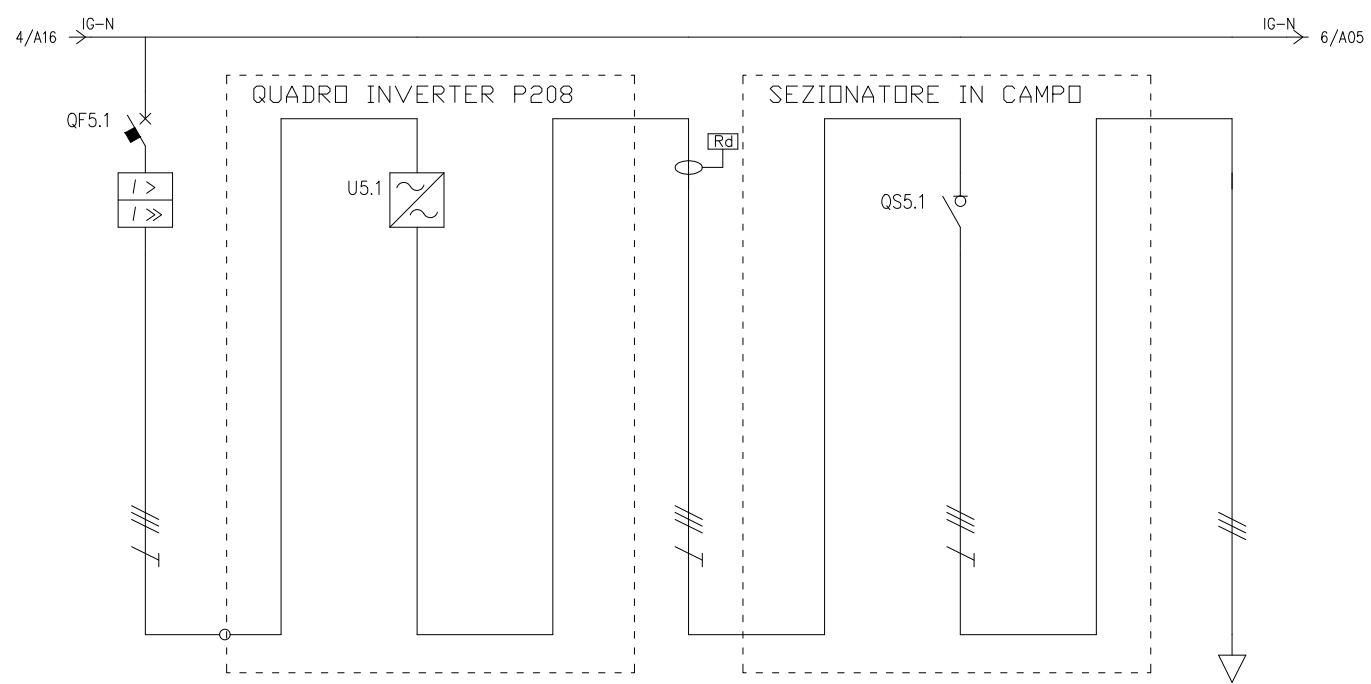 IG-N
IG-N
4/A16
6/A05
QUADRO INVERTER P208
SEZIONATORE IN CAMPO
QF5.1
Rd
I >
U5.1
QS5.1
I >>